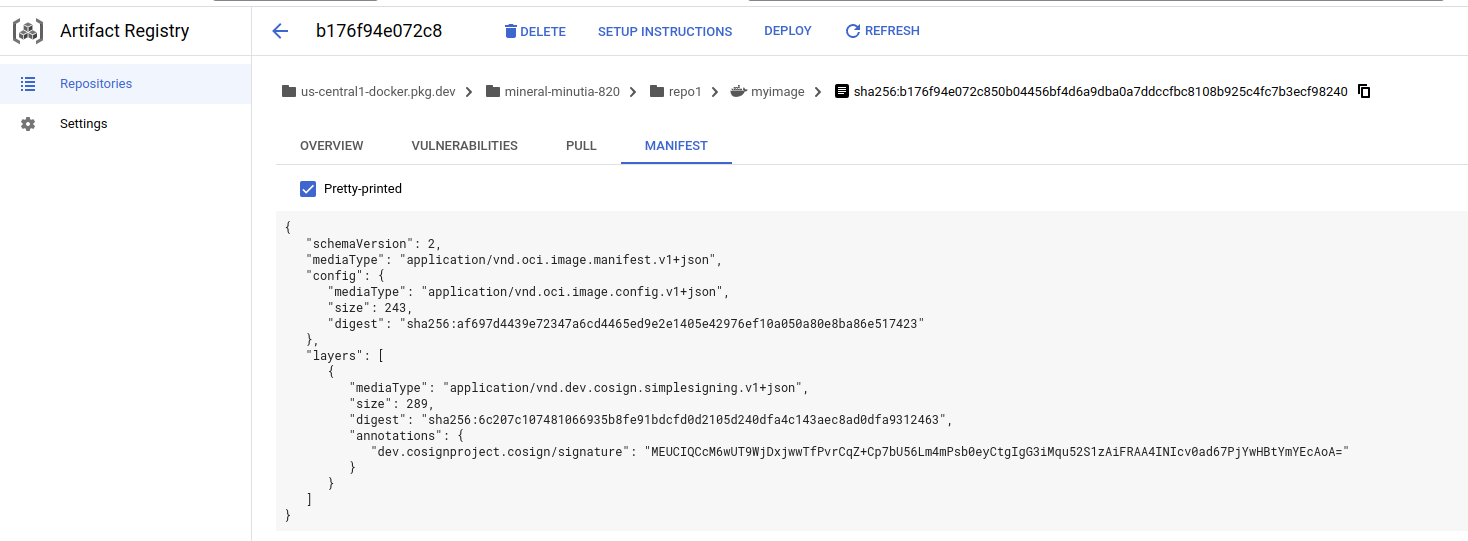 Artifact Registry
b176f94e072c8 DELETE SETUP INSTRUCTIONS DEPLOY REFRESH
Repositories
Settings
us-central1-docker.pkg.dev mineral-minutia-820 repo1 myimage sha256:b176f94e072c850b04456bf4d6a9dba0a7ddccfbc8108b925c4fc7b3ecf98240
OVERVIEW VULNERABILITIES PULL MANIFEST
Pretty-printed
{
"schemaVersion": 2,
"mediaType": "application/vnd.oci.image.manifest.v1+json",
"config": {
"mediaType": "application/vnd.oci.image.config.v1+json",
"size": 243,
"digest": "sha256:af697d4439e72347a6cd4465ed9e2e1405e42976ef10a050a80e8ba86e517423"
},
"layers": [
{
"mediaType": "application/vnd.dev.cosign.simplesigning.v1+json",
"size": 289,
"digest": "sha256:6c207c107481066935b8fe91bdcfd0d2105d240dfa4c143aec8ad0dfa9312463",
"annotations": {
"dev.cosignproject.cosign/signature": "MEUCIQCcM6wUT9WjDxjwwTfPvrCqZ+Cp7bU56Lm4mPsb0eyCtgIgG3iMqu52S1zAiFRAA4INIcv0ad67PjYwHBtYmYEcAoA="
}
}
]
}